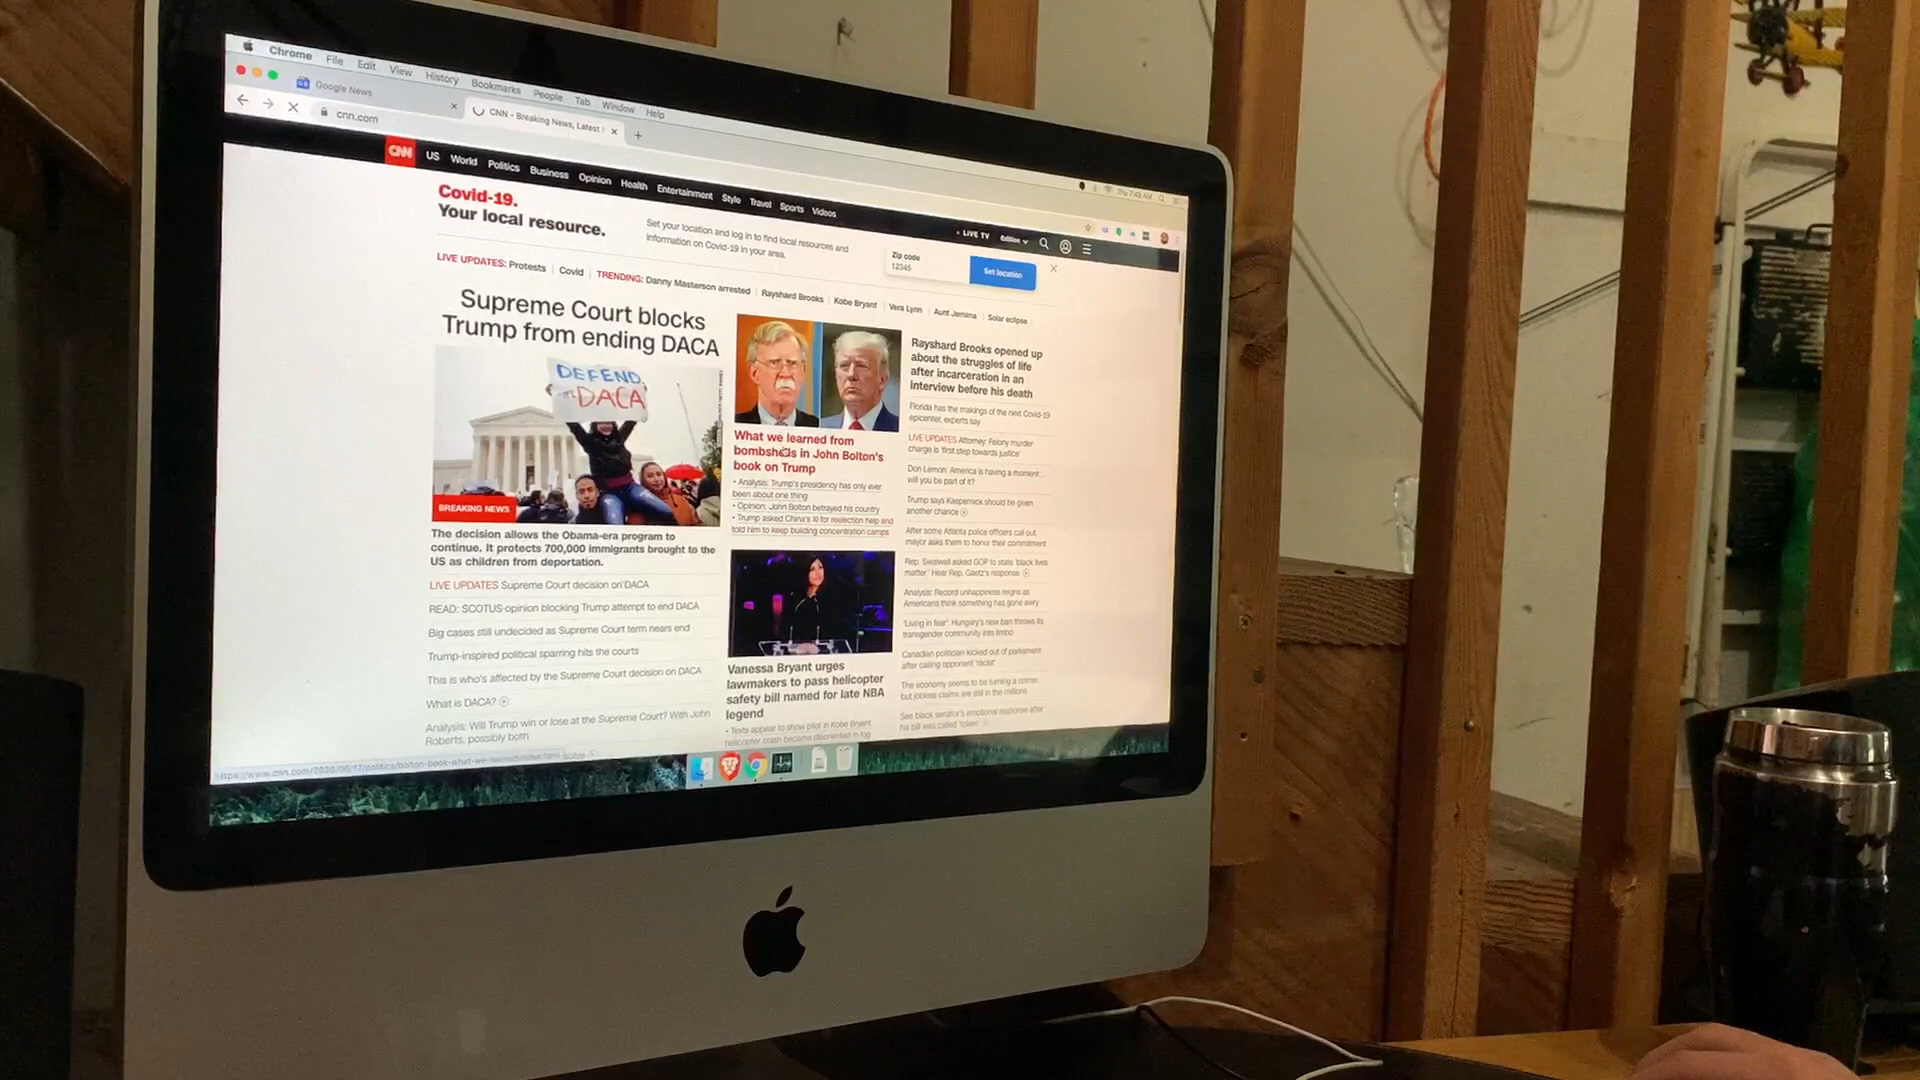 Chrome File Edit View History Bookmarks People Tab Window Help
Thu 7:45 AM
Google News
CNN - Breaking News, Latest
cnn.com
CNN US World Politics Business Opinion Health Entertainment Style Travel Sports Videos
LIVE TV Edition
Covid-19.
Your local resource.
Set your location and log in to find local resources and
information on Covid-19 in your area.
Zip code
12345
Set location
LIVE UPDATES: Protests Covid TRENDING: Danny Masterson arrested Rayshard Brooks Kobe Bryant Vera Lynn Aunt Jemima Solar eclipse
Supreme Court blocks
Trump from ending DACA
DEFEND
DACA
BREAKING NEWS
The decision allows the Obama-era program to
continue. It protects 700,000 immigrants brought to the
US as children from deportation.
LIVE UPDATES Supreme Court decision on DACA
READ: SCOTUS opinion blocking Trump attempt to end DACA
Big cases still undecided as Supreme Court term nears end
Trump-inspired political sparring hits the courts
This is who's affected by the Supreme Court decision on DACA
What is DACA?
Analysis: Will Trump win or lose at the Supreme Court? With John
Roberts, possibly both
What we learned from
bombshells in John Bolton's
book on Trump
• Analysis: Trump's presidency has only ever
been about one thing
• Opinion: John Bolton betrayed his country
• Trump asked China's Xi for reelection help and
told him to keep building concentration camps
Vanessa Bryant urges
lawmakers to pass helicopter
safety bill named for late NBA
legend
• Texts appear to show pilot in Kobe Bryant
helicopter crash became disoriented in fog
Rayshard Brooks opened up
about the struggles of life
after incarceration in an
interview before his death
Florida has the makings of the next Covid-19
epicenter, experts say
LIVE UPDATES Attorney: Felony murder
charge is 'first step towards justice'
Don Lemon: America is having a moment...
will you be part of it?
Trump says Kaepernick should be given
another chance
After some Atlanta police officers call out,
mayor asks them to honor their commitment
Rep. Swalwell asked GOP to state 'black lives
matter.' Hear Rep. Gaetz's response
Analysis: Record unhappiness reigns as
Americans think something has gone awry
'Living in fear': Hungary's new ban throws its
transgender community into limbo
Canadian politician kicked out of parliament
after calling opponent 'racist'
The economy seems to be turning a corner,
but jobless claims are still in the millions
See black senator's emotional response after
his bill was called 'token'